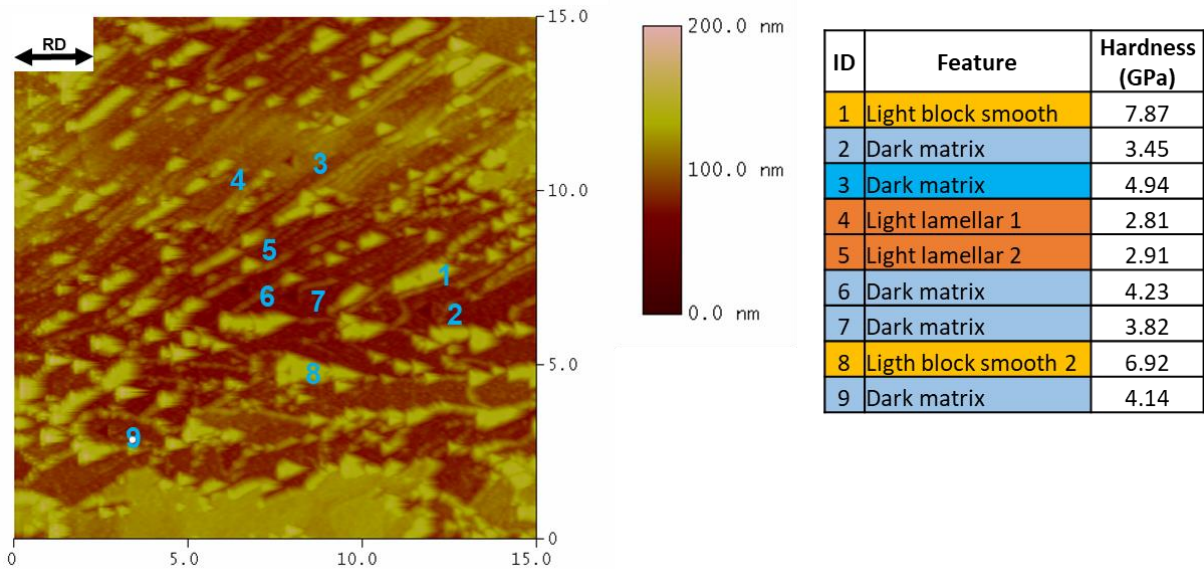 RD
15.0
10.0
5.0
0
0
5.0
10.0
15.0
3
4
5
1
6
7
2
8
9
200.0 nm
100.0 nm
0.0 nm
ID Feature Hardness (GPa)
1 Light block smooth 7.87
2 Dark matrix 3.45
3 Dark matrix 4.94
4 Light lamellar 1 2.81
5 Light lamellar 2 2.91
6 Dark matrix 4.23
7 Dark matrix 3.82
8 Ligth block smooth 2 6.92
9 Dark matrix 4.14